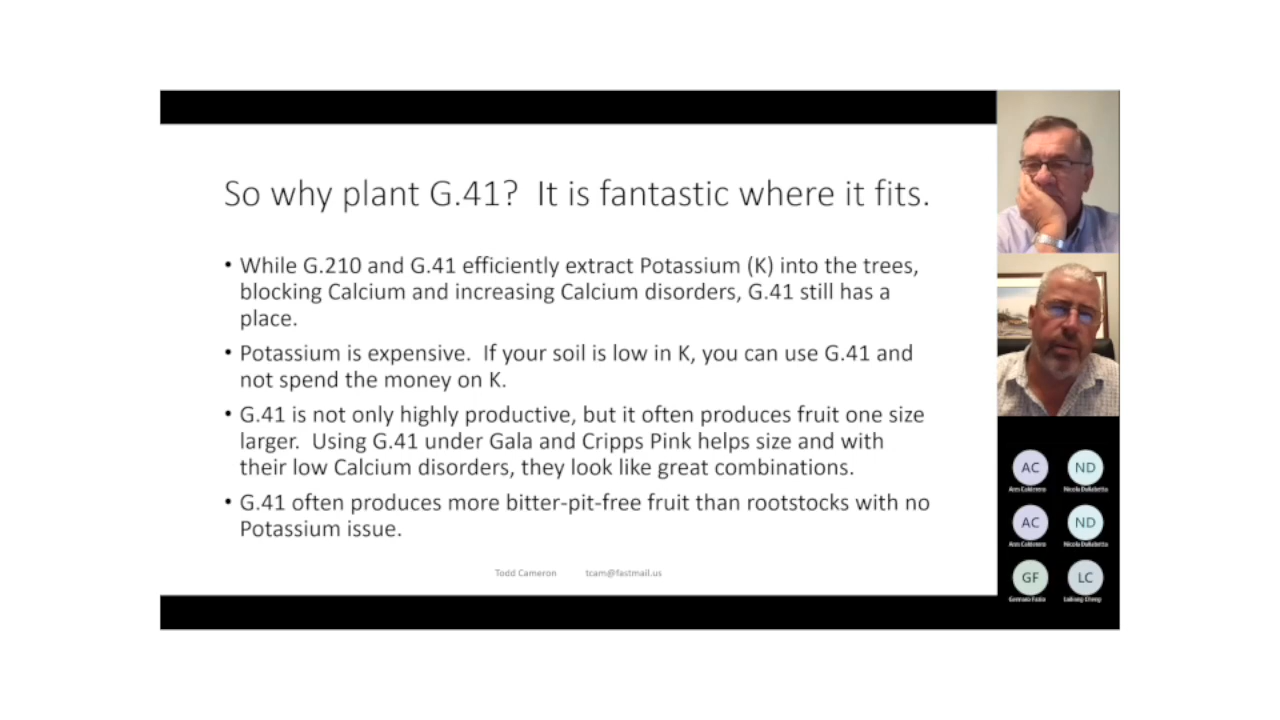 So why plant G.41?  It is fantastic where it fits.
• While G.210 and G.41 efficiently extract Potassium (K) into the trees,
blocking Calcium and increasing Calcium disorders, G.41 still has a
place.
• Potassium is expensive.  If your soil is low in K, you can use G.41 and
not spend the money on K.
• G.41 is not only highly productive, but it often produces fruit one size
larger.  Using G.41 under Gala and Cripps Pink helps size and with
their low Calcium disorders, they look like great combinations.
• G.41 often produces more bitter-pit-free fruit than rootstocks with no
Potassium issue.
Todd Cameron tcam@fastmail.us
AC ND
Nicola Dallabetta
AC ND
Nicola Dallabetta
GF LC